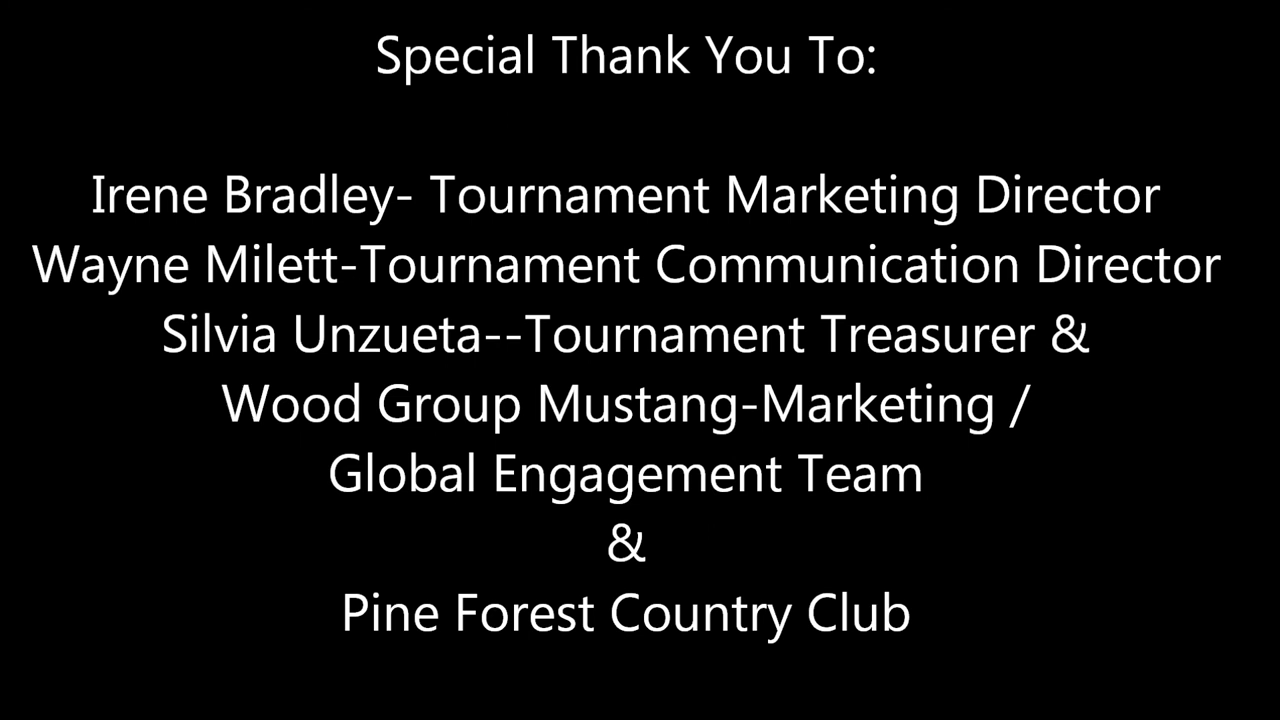 Special Thank You To:
Irene Bradley- Tournament Marketing Director
Wayne Milett-Tournament Communication Director
Silvia Unzueta--Tournament Treasurer &
Wood Group Mustang-Marketing /
Global Engagement Team
&
Pine Forest Country Club